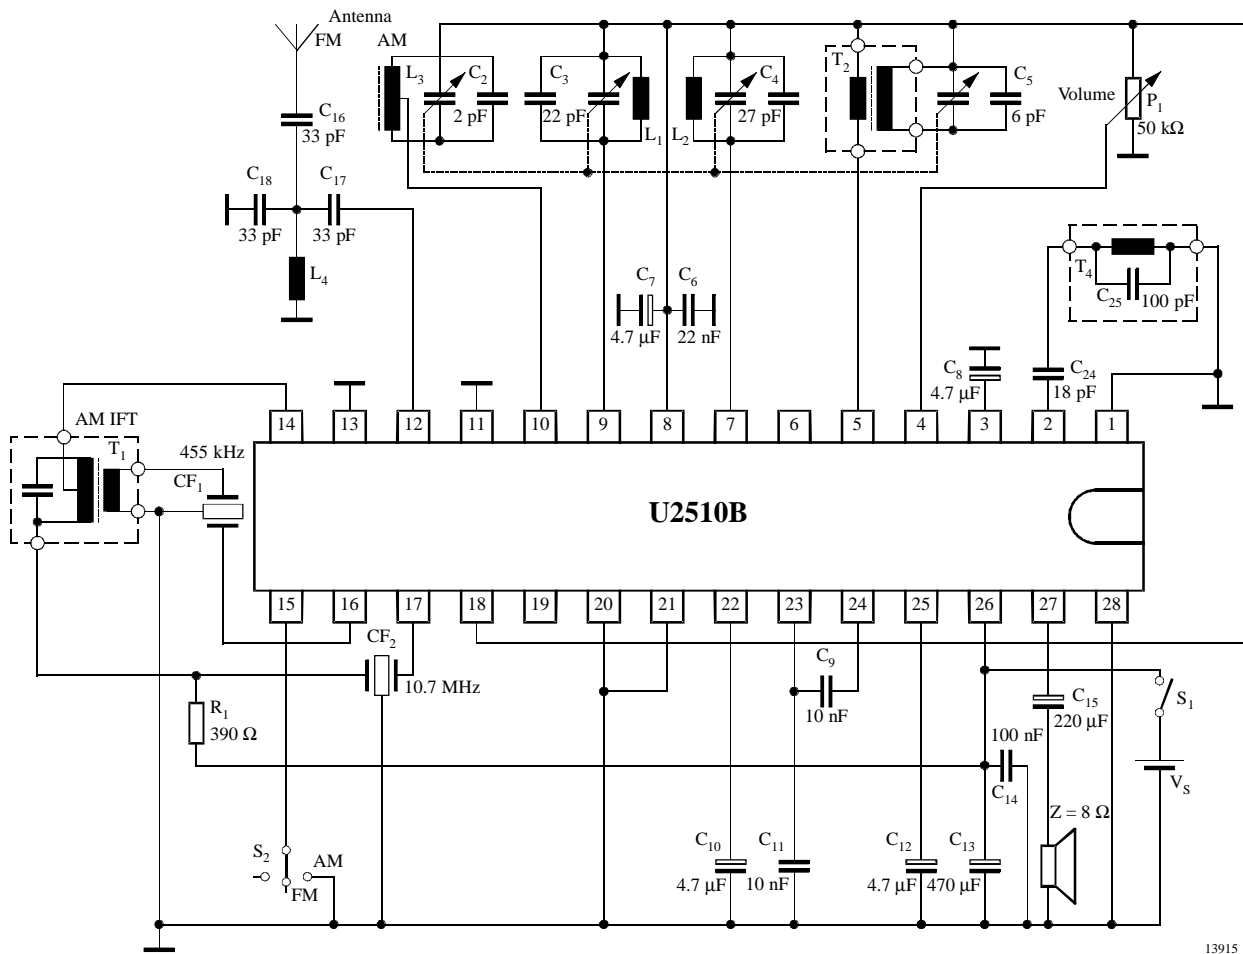 Antenna
FM
AM
L3
C2
2 pF
C3
22 pF
L1
L2
C4
27 pF
T2
C5
6 pF
Volume
P1
50 kΩ
C16
33 pF
C18
33 pF
C17
33 pF
L4
C7
4.7 µF
C6
22 nF
T4
C25
100 pF
C8
4.7 µF
C24
18 pF
14
13
12
11
10
9
8
7
6
5
4
3
2
1
AM IFT
T1
455 kHz
CF1
U2510B
15
16
17
18
19
20
21
22
23
24
25
26
27
28
CF2
10.7 MHz
R1
390 Ω
C9
10 nF
C15
220 µF
S1
100 nF
C14
VS
Z = 8 Ω
S2
AM
FM
C10
4.7 µF
C11
10 nF
C12
4.7 µF
C13
470 µF
13915